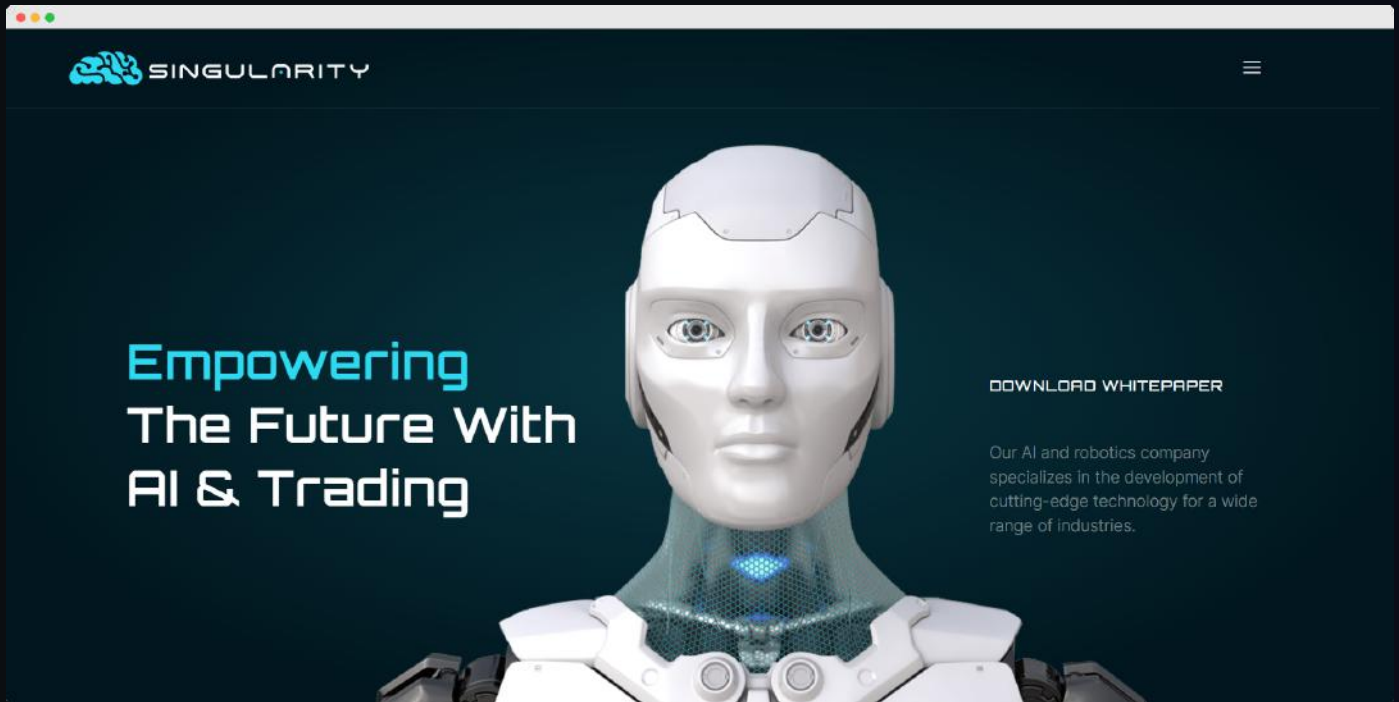 SINGULARITY
Empowering
The Future With
AI & Trading
DOWNLOAD WHITEPAPER
Our AI and robotics company
specializes in the development of
cutting-edge technology for a wide
range of industries.